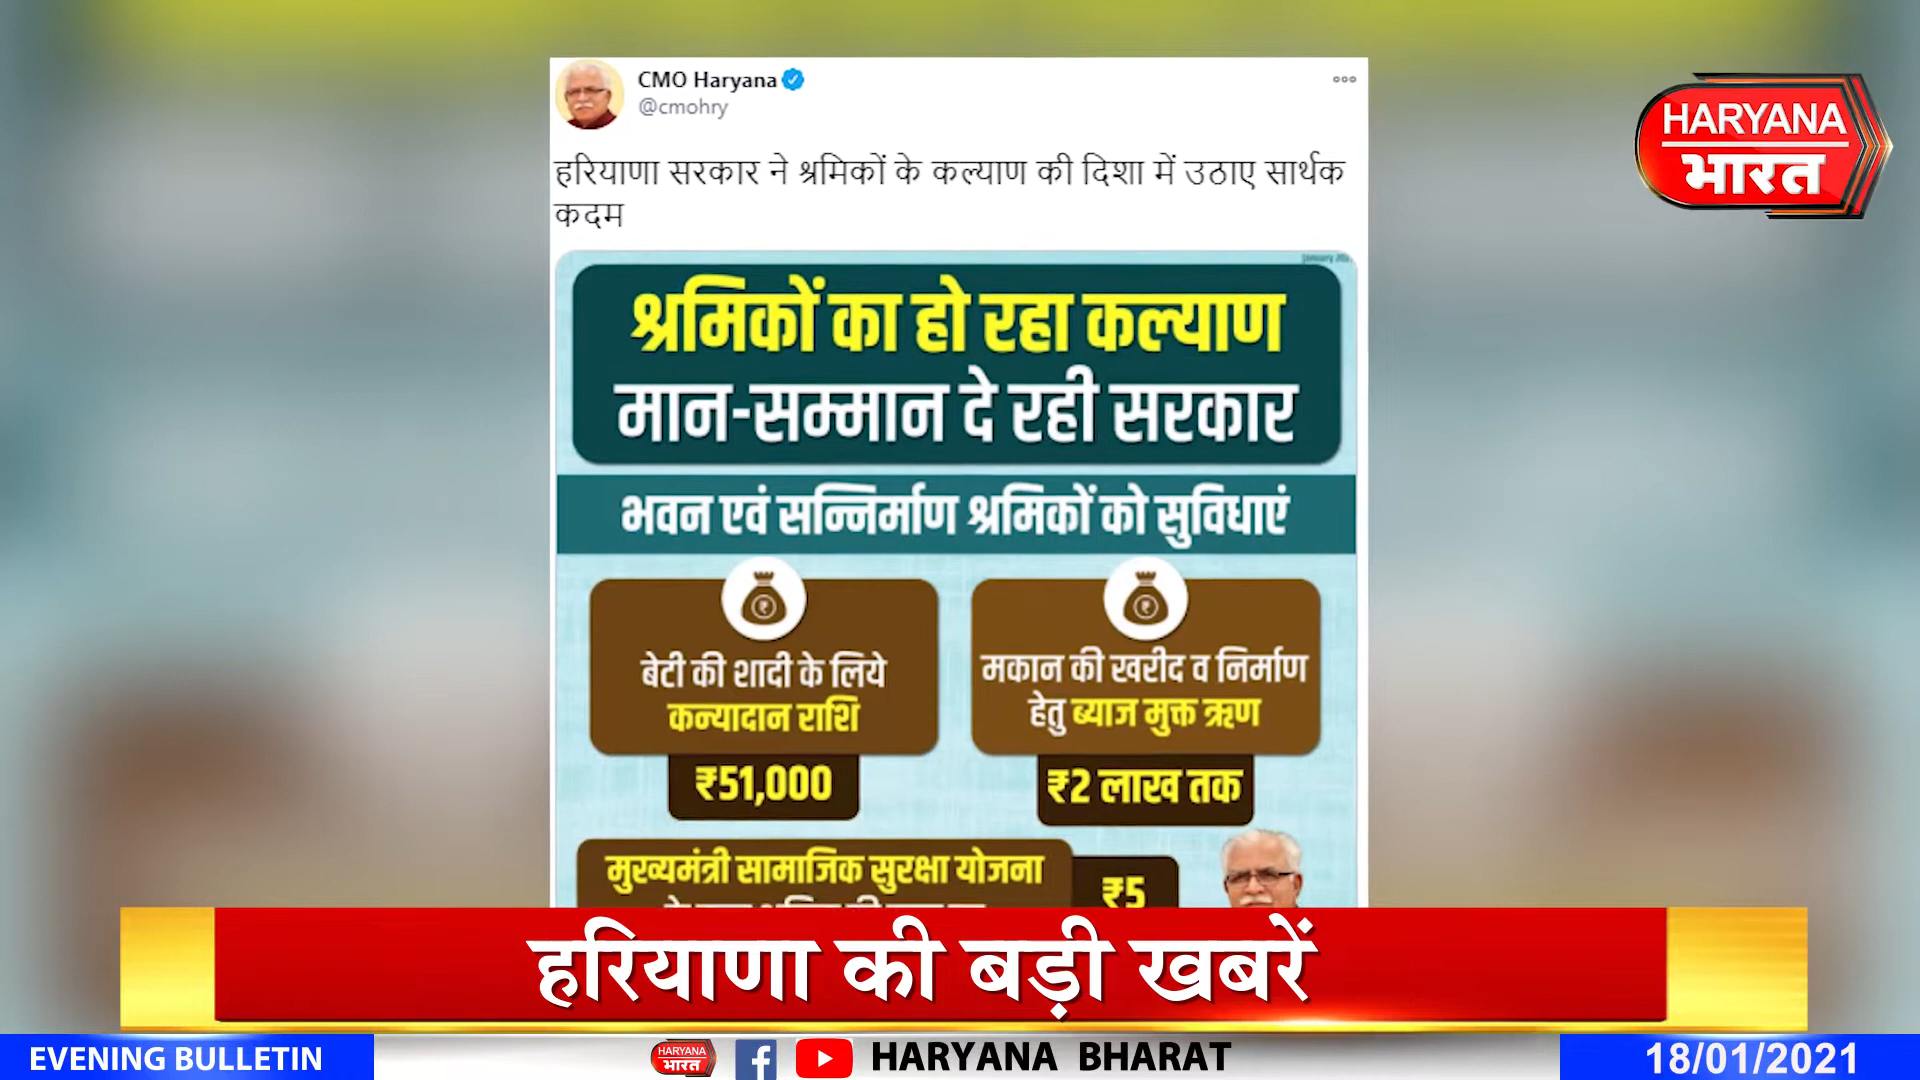 CMO Haryana
@cmohry
HARYANA
भारत
हरियाणा सरकार ने श्रमिकों के कल्याण की दिशा में उठाए सार्थक
कदम
श्रमिकों का हो रहा कल्याण
मान-सम्मान दे रही सरकार
भवन एवं सन्निर्माण श्रमिकों को सुविधाएं
बेटी की शादी के लिये
कन्यादान राशि
₹51,000
मकान की खरीद व निर्माण
हेतु ब्याज मुक्त ऋण
₹2 लाख तक
मुख्यमंत्री सामाजिक सुरक्षा योजना
₹5
हरियाणा की बड़ी खबरें
EVENING BULLETIN
HARYANA
भारत
HARYANA BHARAT
18/01/2021